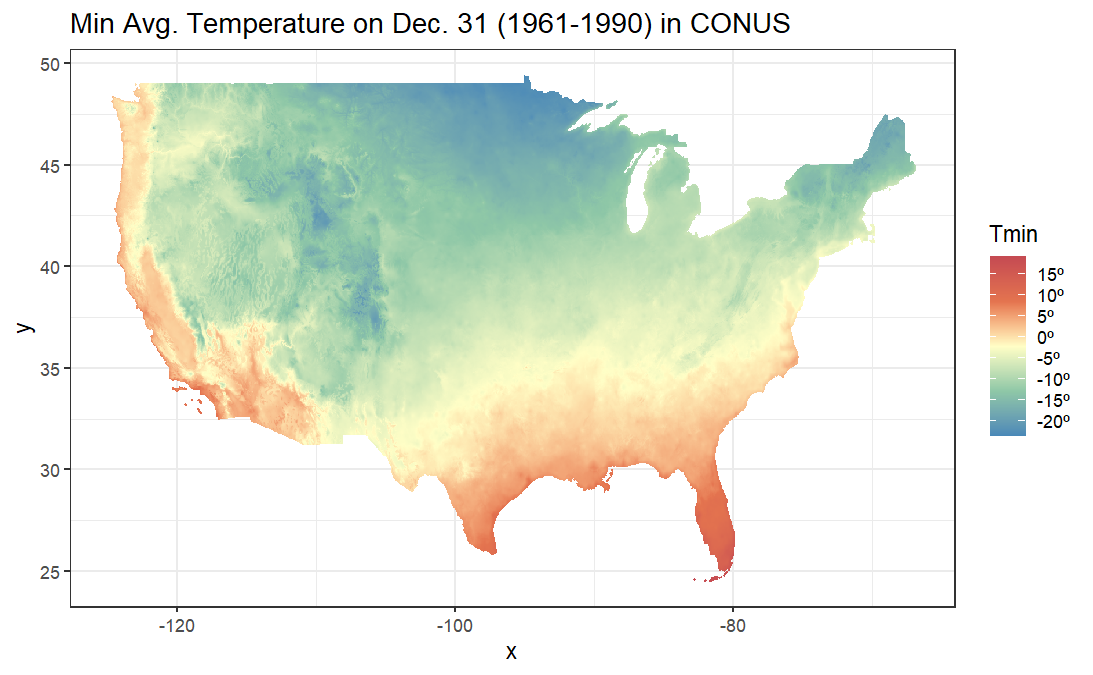 Min Avg. Temperature on Dec. 31 (1961-1990) in CONUS
50
45
40
35
30
25
y
-120
-100
-80
x
Tmin
15º
10º
5º
0º
-5º
-10º
-15º
-20º